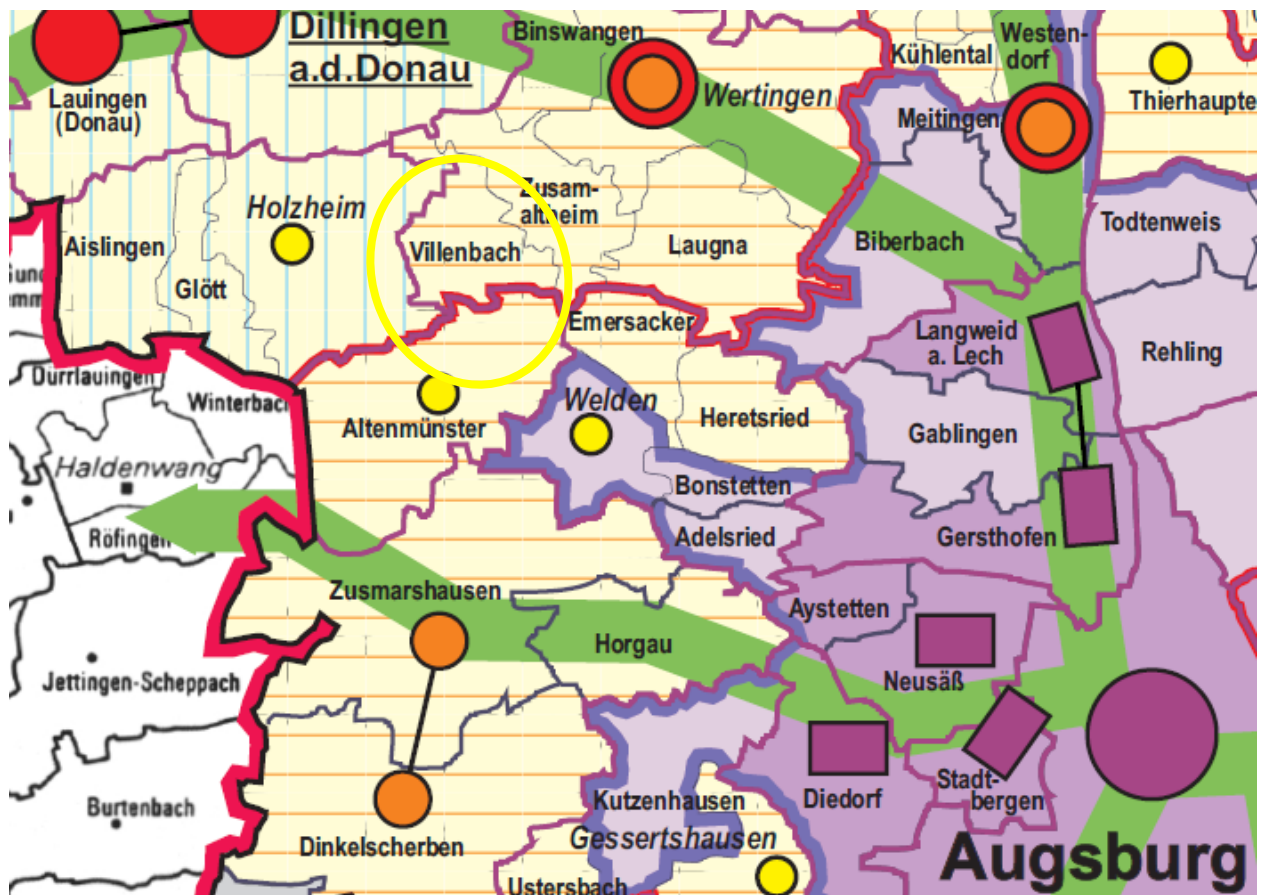 Dillingen
a.d.Donau
Binswangen
Kühlental
Westen-
dorf
Lauingen
(Donau)
Wertingen
Meitingen
Thierhaupte
Holzheim
Zusam-
altheim
Aislingen
Villenbach
Laugna
Biberbach
Todtenweis
Glött
Emersacker
Langweid
a. Lech
Rehling
Dürrlauingen
Winterbach
Welden
Altenmünster
Heretsried
Gablingen
Haldenwang
Bonstetten
Röfingen
Adelsried
Gersthofen
Zusmarshausen
Aystetten
Horgau
Jettingen-Scheppach
Neusäß
Burtenbach
Kutzenhausen
Diedorf
Stadt-
bergen
Gessertshausen
Dinkelscherben
Augsburg
Ustersbach